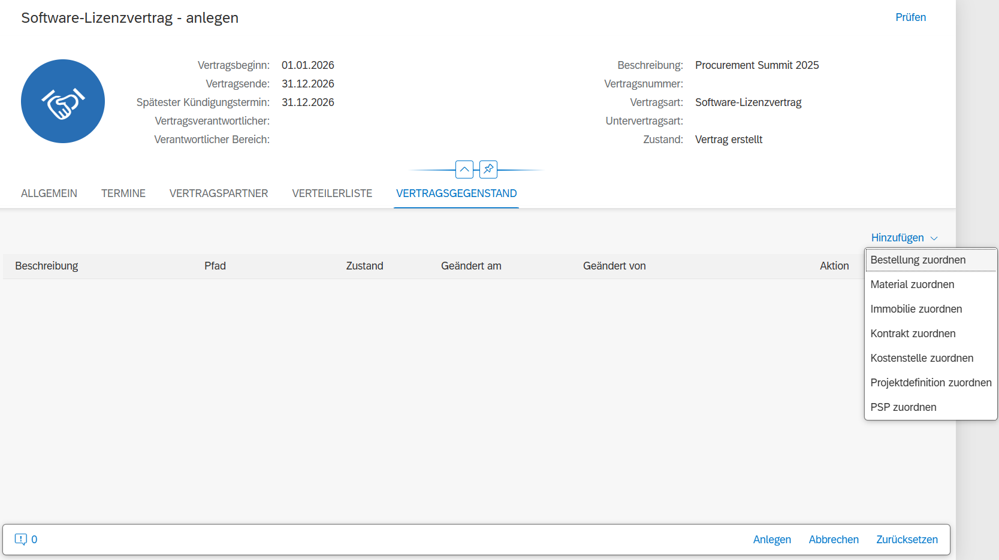 Software-Lizenzvertrag - anlegen
Prüfen
Vertragsbeginn: 01.01.2026
Vertragsende: 31.12.2026
Spätester Kündigungstermin: 31.12.2026
Vertragsverantwortlicher:
Verantwortlicher Bereich:
Beschreibung: Procurement Summit 2025
Vertragsnummer:
Vertragsart: Software-Lizenzvertrag
Untervertragsart:
Zustand: Vertrag erstellt
ALLGEMEIN TERMINE VERTRAGSPARTNER VERTEILERLISTE VERTRAGSGEGENSTAND
Hinzufügen
Beschreibung Pfad Zustand Geändert am Geändert von Aktion
Bestellung zuordnen
Material zuordnen
Immobilie zuordnen
Kontrakt zuordnen
Kostenstelle zuordnen
Projektdefinition zuordnen
PSP zuordnen
0
Anlegen Abbrechen Zurücksetzen